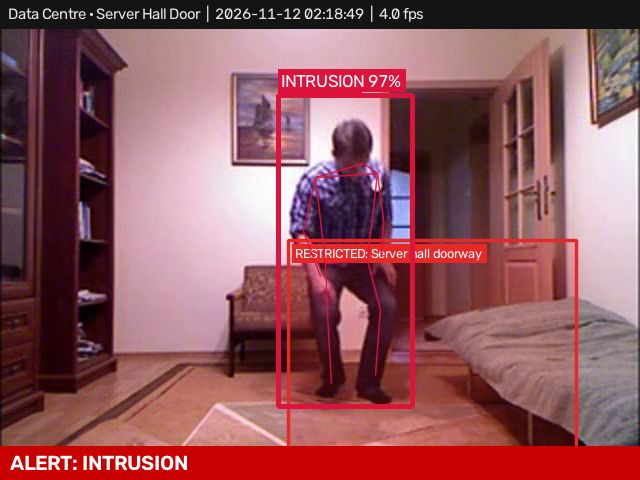 Data Centre • Server Hall Door | 2026-11-12 02:18:49 | 4.0 fps
INTRUSION 97%
RESTRICTED: Server hall doorway
ALERT: INTRUSION